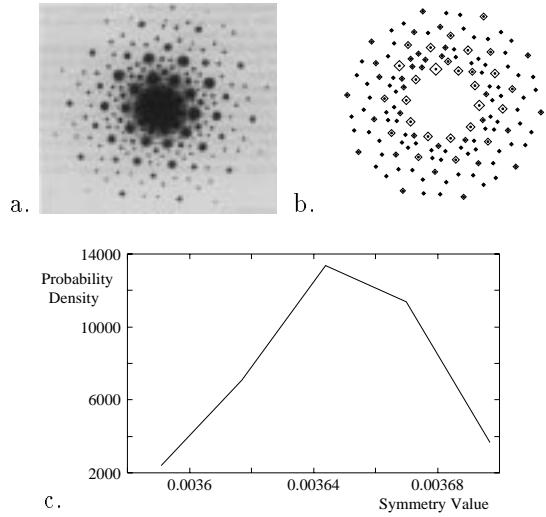 a.
b.
14000
Probability
Density
10000
6000
2000
0.0036
0.00364
0.00368
c.
Symmetry Value